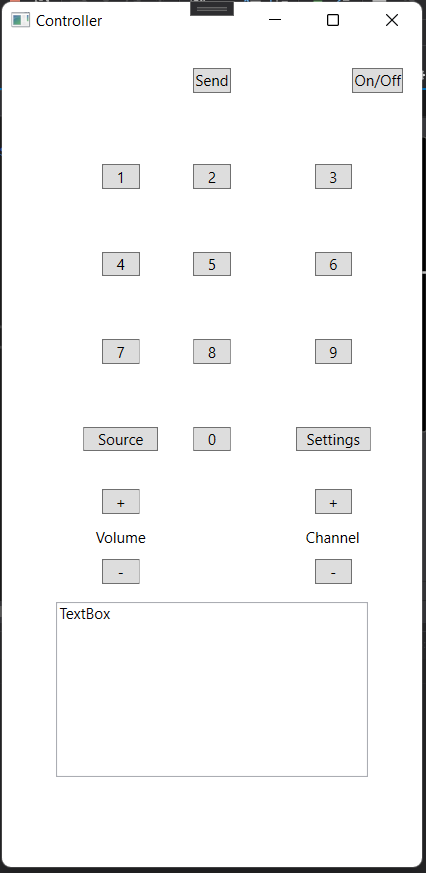 Controller
Send On/Off
1 2 3
4 5 6
7 8 9
Source 0 Settings
+ +
Volume Channel
- -
TextBox